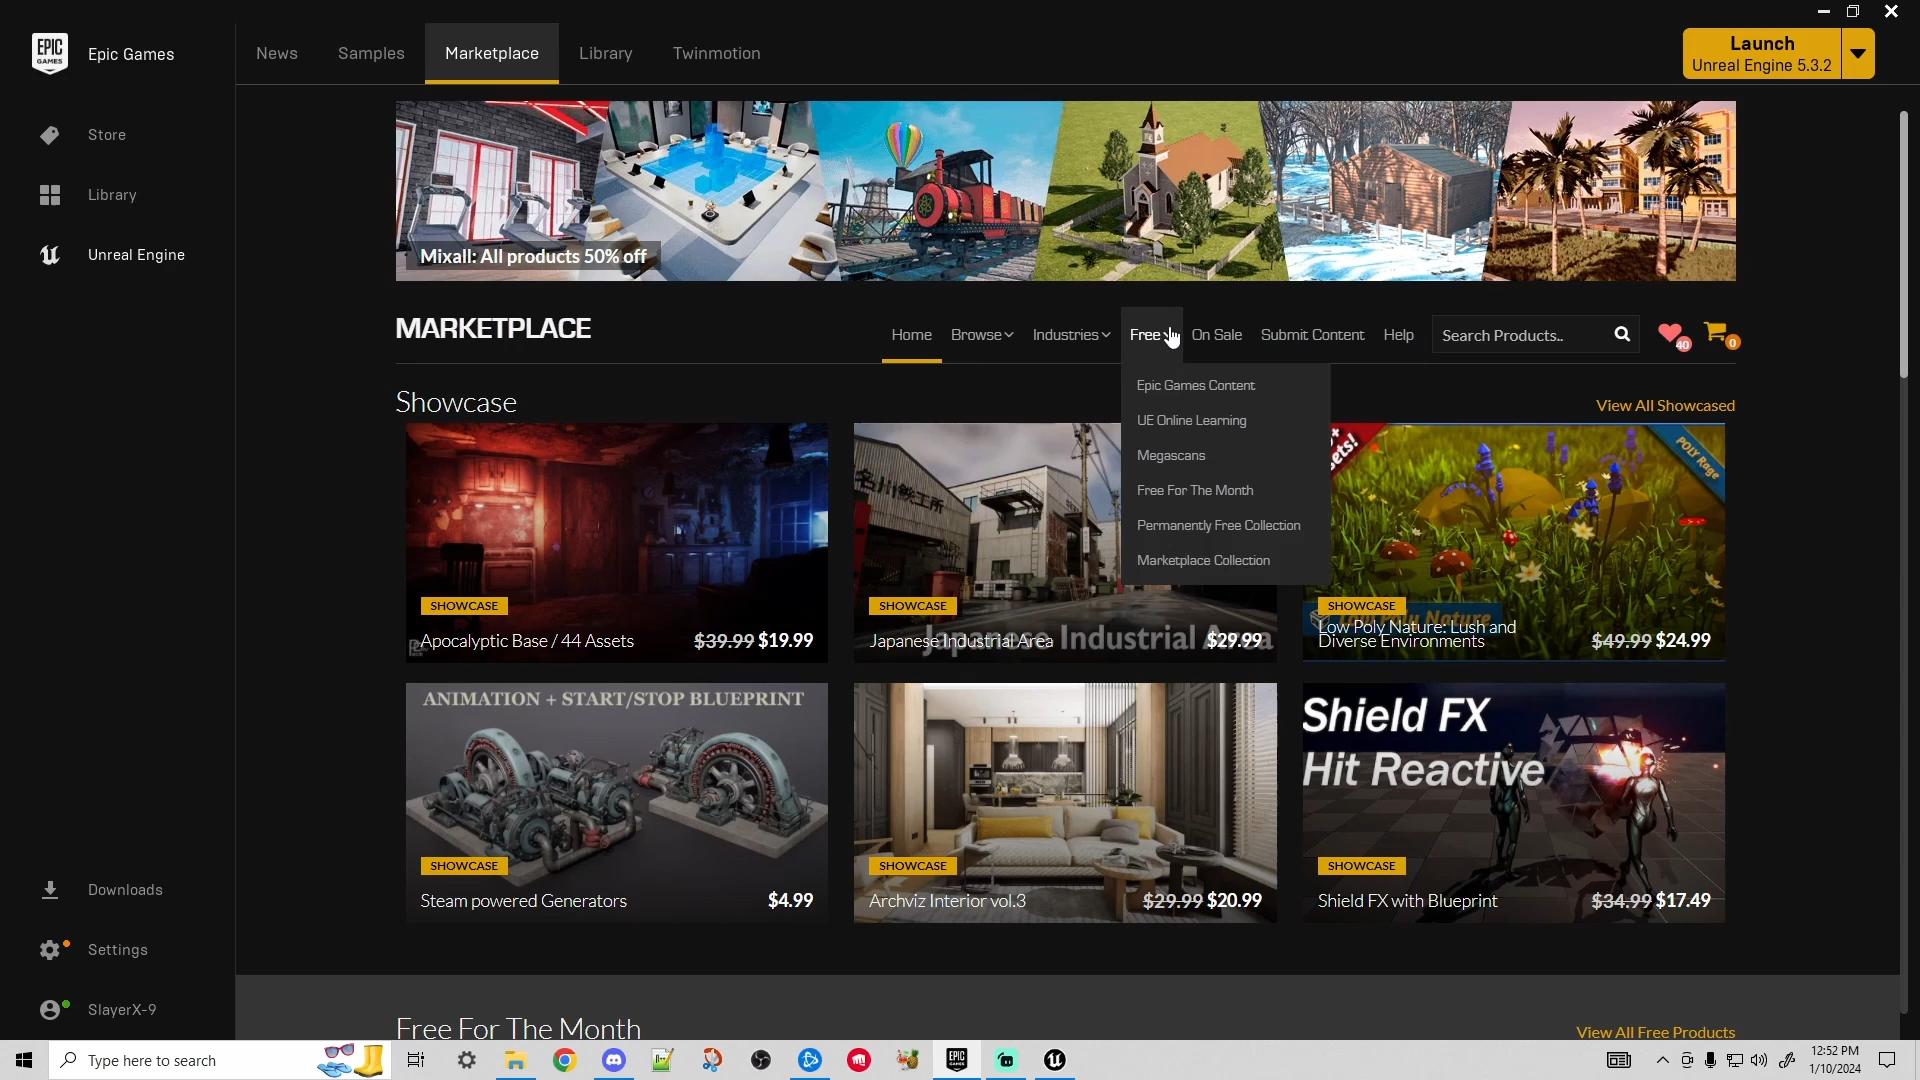 EPIC
GAMES
Epic Games
News
Samples
Marketplace
Library
Twinmotion
Launch
Unreal Engine 5.3.2
Store
Library
Unreal Engine
Downloads
Settings
SlayerX-9
Mixall: All products 50% off
MARKETPLACE
Home
Browse
Industries
Free
On Sale
Submit Content
Help
Search Products..
40
0
Epic Games Content
UE Online Learning
Megascans
Free For The Month
Permanently Free Collection
Marketplace Collection
Showcase
View All Showcased
SHOWCASE
Apocalyptic Base / 44 Assets
$39.99 $19.99
SHOWCASE
Japanese Industrial Area
Japanese Industrial Area
$29.99
POLY Rage
SHOWCASE
Low Poly Nature: Lush and
Diverse Environments
$49.99 $24.99
ANIMATION + START/STOP BLUEPRINT
SHOWCASE
Steam powered Generators
$4.99
SHOWCASE
Archviz Interior vol.3
$29.99 $20.99
Shield FX
Hit Reactive
SHOWCASE
Shield FX with Blueprint
$34.99 $17.49
Free For The Month
View All Free Products
Type here to search
EPIC
GAMES
12:52 PM
1/10/2024